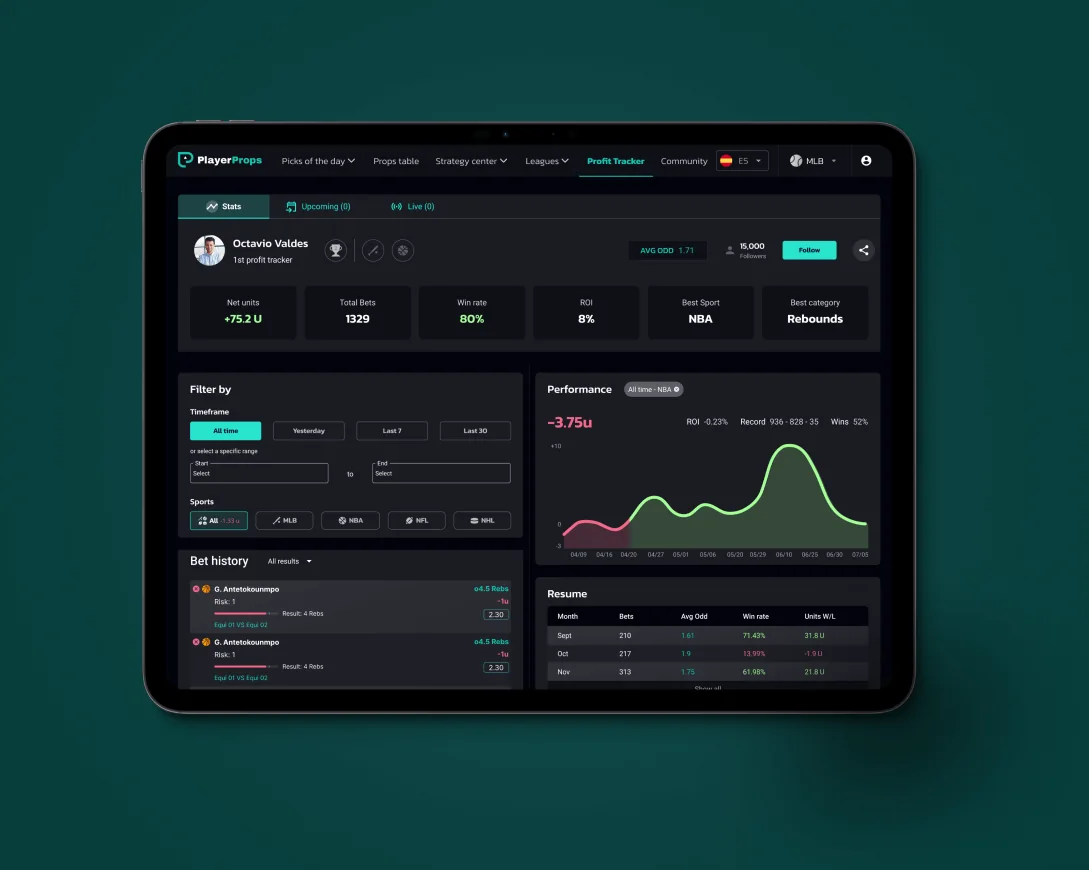 PlayerProps
Picks of the day
Props table
Strategy center
Leagues
Profit Tracker
Community
ES
MLB
Stats
Upcoming (0)
Live (0)
Octavio Valdes
1st profit tracker
AVG ODD 1.71
15,000
Followers
Follow
Net units
+75.2 U
Total Bets
1329
Win rate
80%
ROI
8%
Best Sport
NBA
Best category
Rebounds
Filter by
Timeframe
All time
Yesterday
Last 7
Last 30
or select a specific range
Start
Select
to
End
Select
Sports
All -1.33 u
MLB
NBA
NFL
NHL
Bet history
All results
G. Antetokounmpo
o4.5 Rebs
Risk: 1
-1u
Result: 4 Rebs
2.30
Equi 01 VS Equi 02
G. Antetokounmpo
o4.5 Rebs
Risk: 1
-1u
Result: 4 Rebs
2.30
Equi 01 VS Equi 02
Performance
All time - NBA
-3.75u
ROI -0.23%
Record 936 - 828 - 35
Wins 52%
+10
0
-3
04/09 04/16 04/20 04/27 05/01 05/06 05/20 05/29 06/10 06/25 06/30 07/05
Resume
Month Bets Avg Odd Win rate Units W/L
Sept 210 1.61 71.43% 31.8 U
Oct 217 1.9 13.99% -1.9 U
Nov 313 1.75 61.98% 21.8 U
Show all